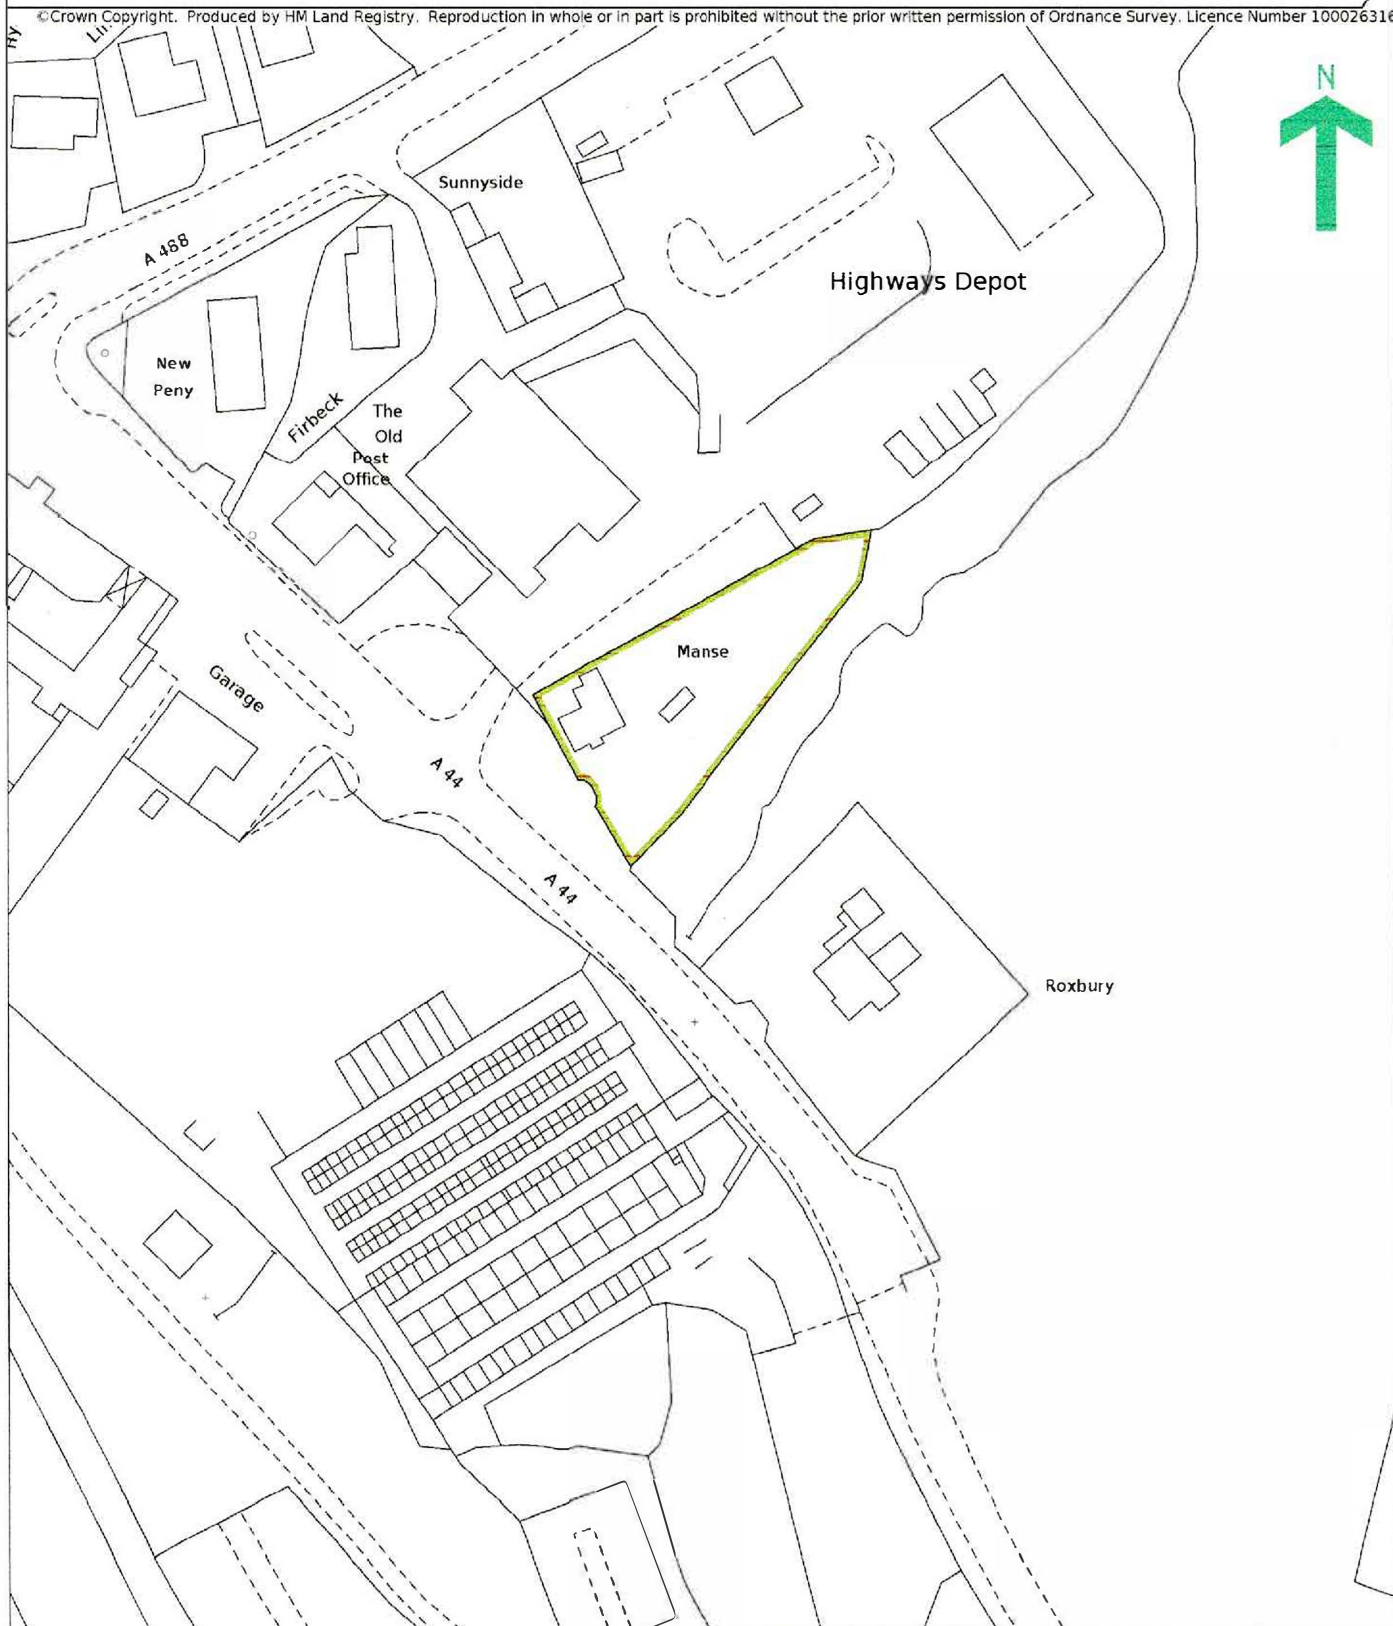 ©Crown Copyright. Produced by HM Land Registry. Reproduction in whole or in part is prohibited without the prior written permission of Ordnance Survey. Licence Number 100026316
N
Sunnyside
A 488
Highways Depot
New
Peny
Firbeck
The
Old
Post
Office
Manse
Garage
A 44
A 44
Roxbury